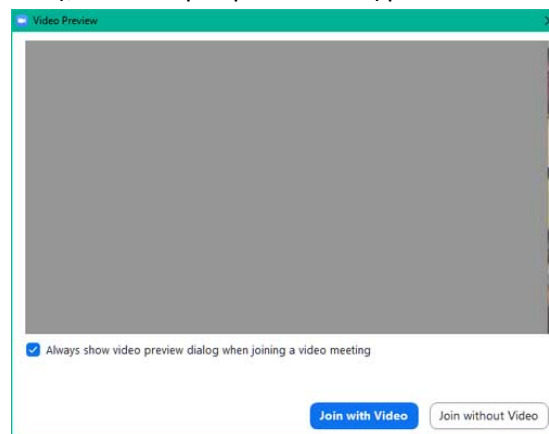 Video Preview
Always show video preview dialog when joining a video meeting
Join with Video
Join without Video